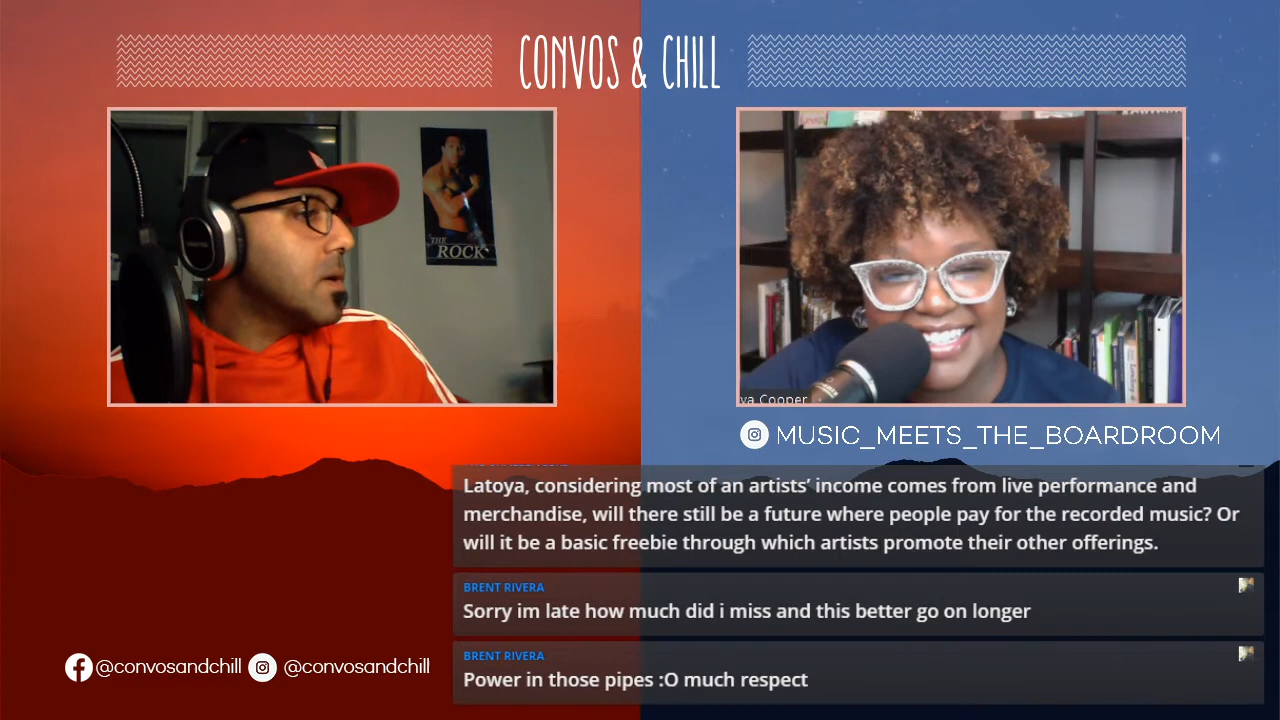 CONVOS & CHILL
THE
ROCK
va Cooper
MUSIC_MEETS_THE_BOARDROOM
Latoya, considering most of an artists’ income comes from live performance and
merchandise, will there still be a future where people pay for the recorded music? Or
will it be a basic freebie through which artists promote their other offerings.
BRENT RIVERA
Sorry im late how much did i miss and this better go on longer
BRENT RIVERA
Power in those pipes :O much respect
@convosandchill @convosandchill